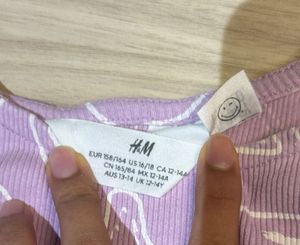 H&M
EUR 158/164 US 16/18 CA 12-14A
CN 165/84 MX 12-14A
AUS 13-14 UK 12-14Y